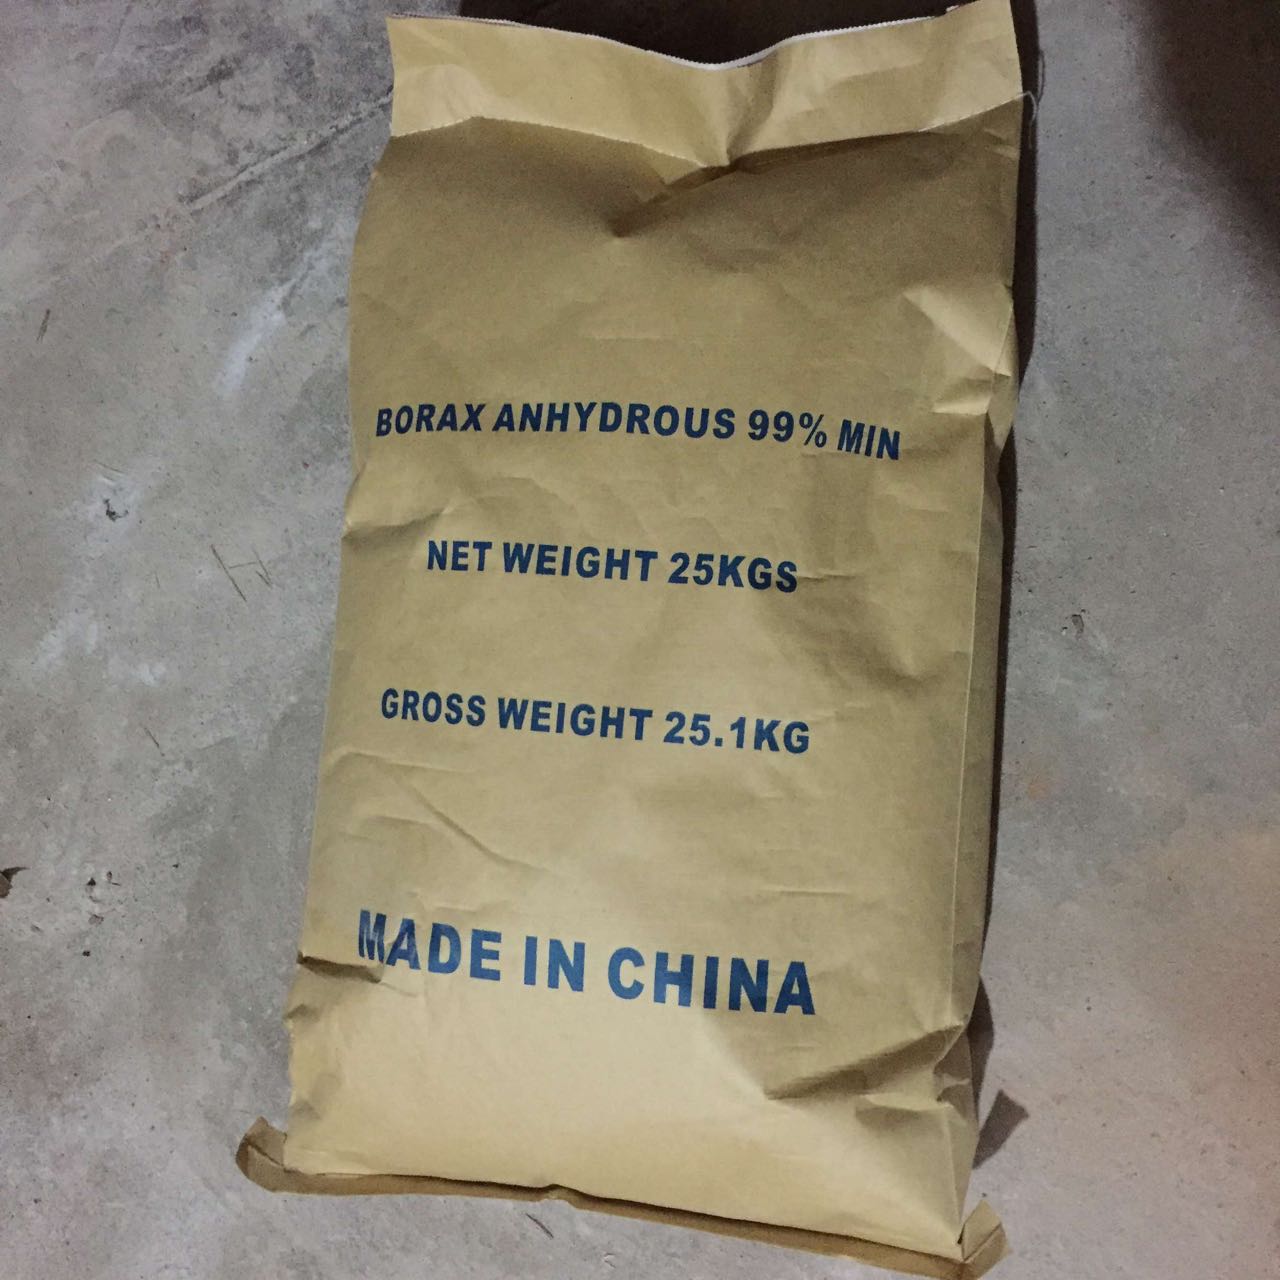 BORAX ANHYDROUS 99% MIN
NET WEIGHT 25KGS
GROSS WEIGHT 25.1KG
MADE IN CHINA